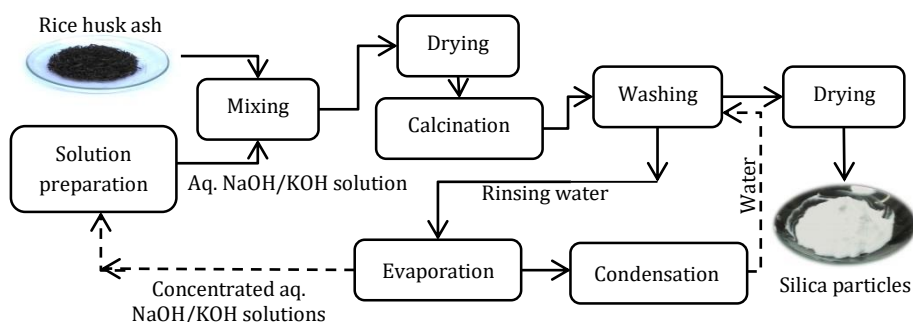 Rice husk ash
Mixing
Drying
Calcination
Washing
Drying
Solution
preparation
Aq. NaOH/KOH solution
Rinsing water
Water
Evaporation
Condensation
Concentrated aq.
NaOH/KOH solutions
Silica particles